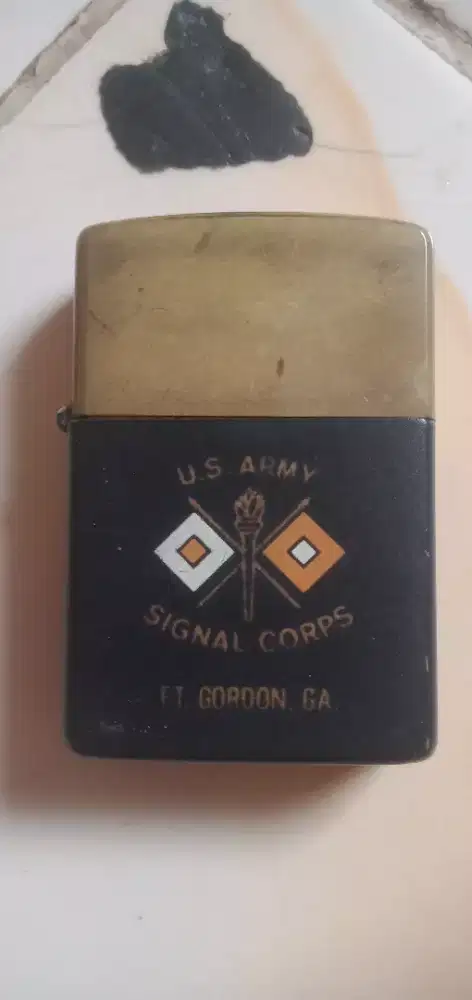 U.S. ARMY
SIGNAL CORPS
FT. GORDON, GA.